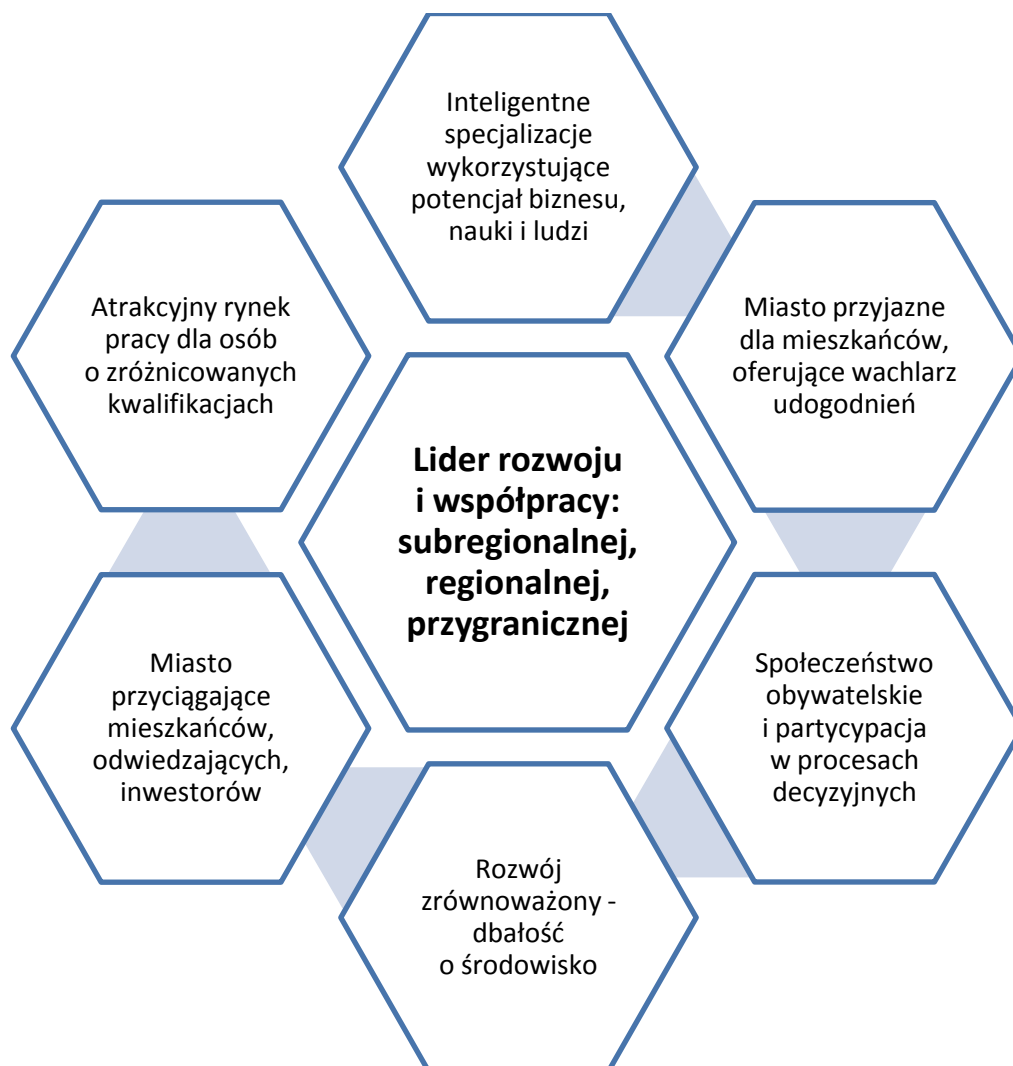 Inteligentne
specjalizacje
wykorzystujące
potencjał biznesu,
nauki i ludzi
Atrakcyjny rynek
pracy dla osób
o zróżnicowanych
kwalifikacjach
Miasto przyjazne
dla mieszkańców,
oferujące wachlarz
udogodnień
Lider rozwoju
i współpracy:
subregionalnej,
regionalnej,
przygranicznej
Miasto
przyciągające
mieszkańców,
odwiedzających,
inwestorów
Społeczeństwo
obywatelskie
i partycypacja
w procesach
decyzyjnych
Rozwój
zrównoważony -
dbałość
o środowisko